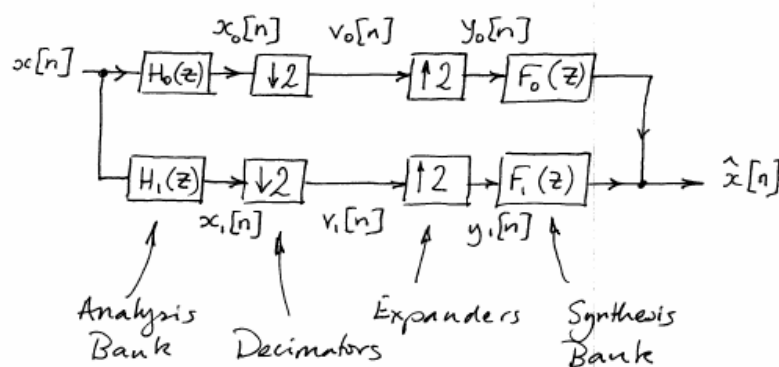 x₀[n] v₀[n] y₀[n]
x[n] H₀(z) ↓2 ↑2 F₀(z)
H₁(z) ↓2 ↑2 F₁(z) x̂[n]
x₁[n] v₁[n] y₁[n]
Analysis Bank
Decimators
Expanders
Synthesis Bank